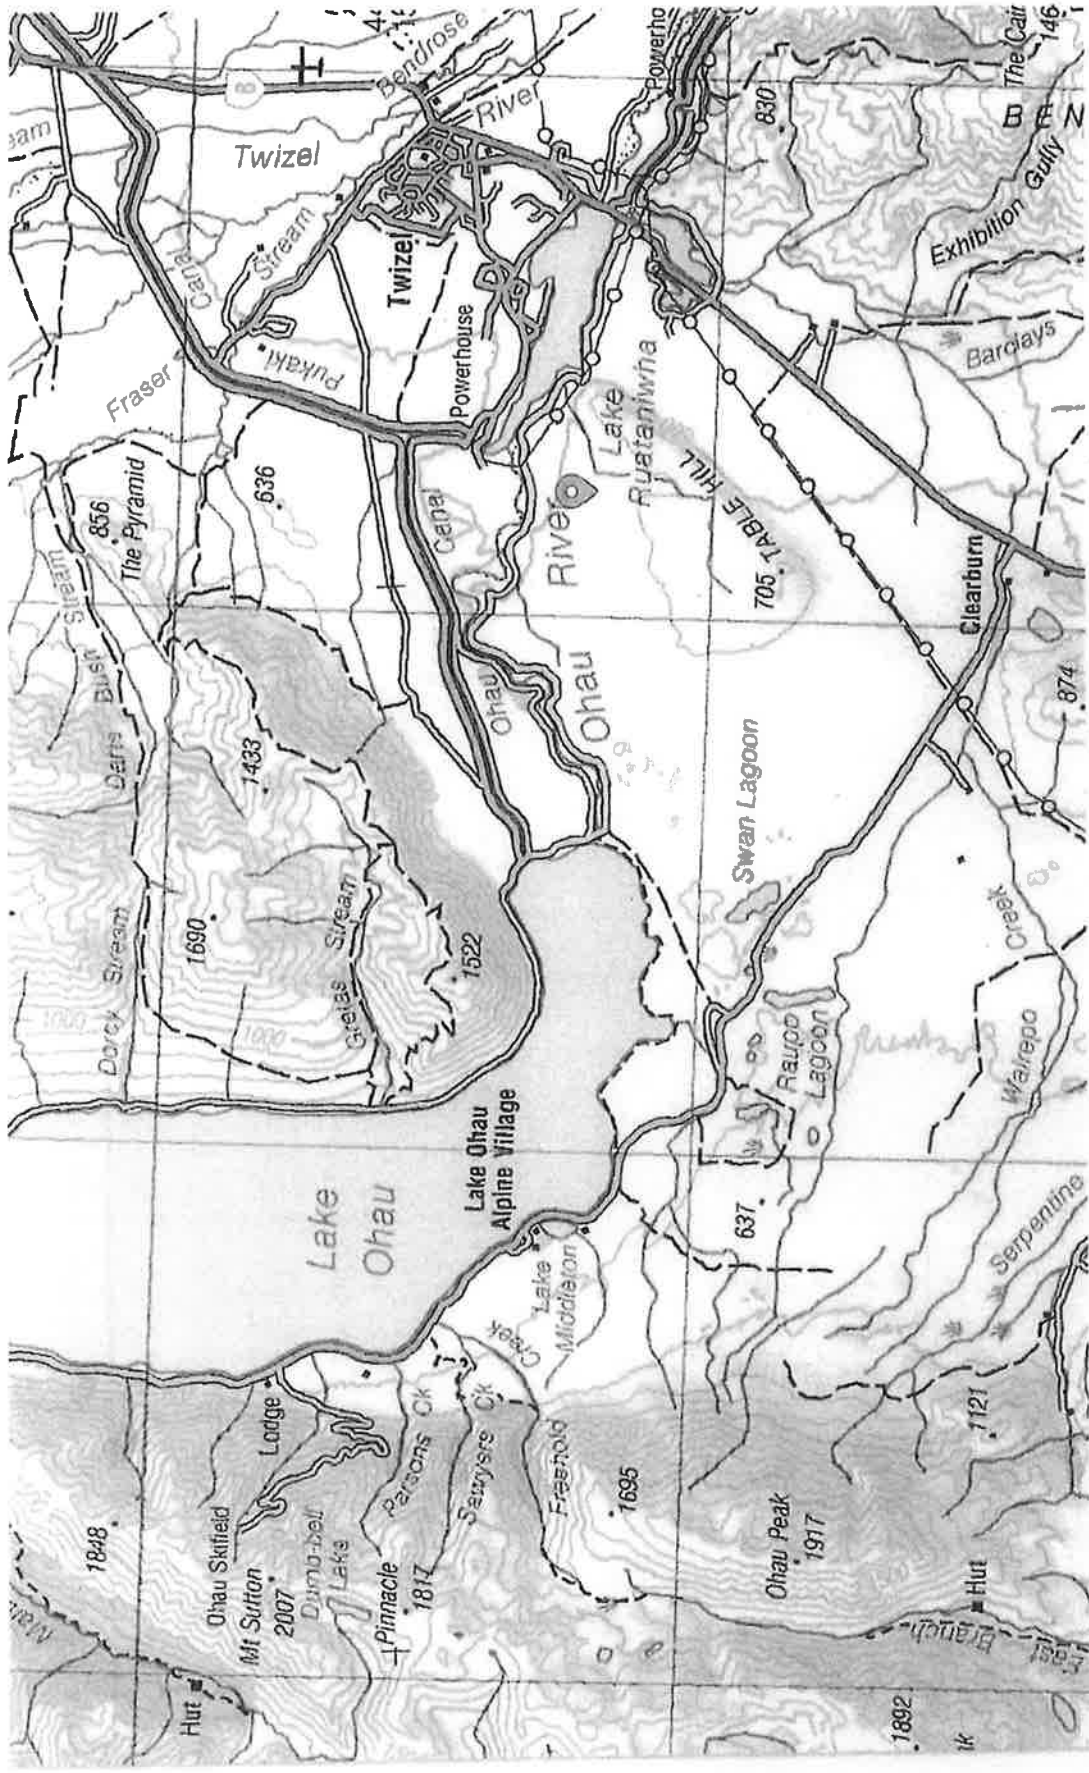 Bendrose
River
Twizel
Stream
Canal
Twizel
Powerhouse
Pukaki
Fraser
The Cair
146
830
B E N
Exhibition Gully
Barclays
Lake
Ruataniwha
TABLE HILL
705
River
Ohau
Canal
Ohau
636
856
The Pyramid
Stream
Bush
Daris
1433
1690
Stream
Gretas
1522
Stream
Dorcy
1000
1000
Clearburn
874
Swan Lagoon
Raupo
Lagoon
Creek
Wairepo
Serpentine
637
Lake Ohau
Alpine Village
Lake
Ohau
Lake
Middleton
Creek
Freehold
Sawyers Ck
Parsons Ck
Lodge
Ohau Skifield
Mt Sutton
2007
Dumb-bell
Lake
Pinnacle
1817
1848
Hut
1695
Ohau Peak
1917
1121
Hut
Branch
East
1892